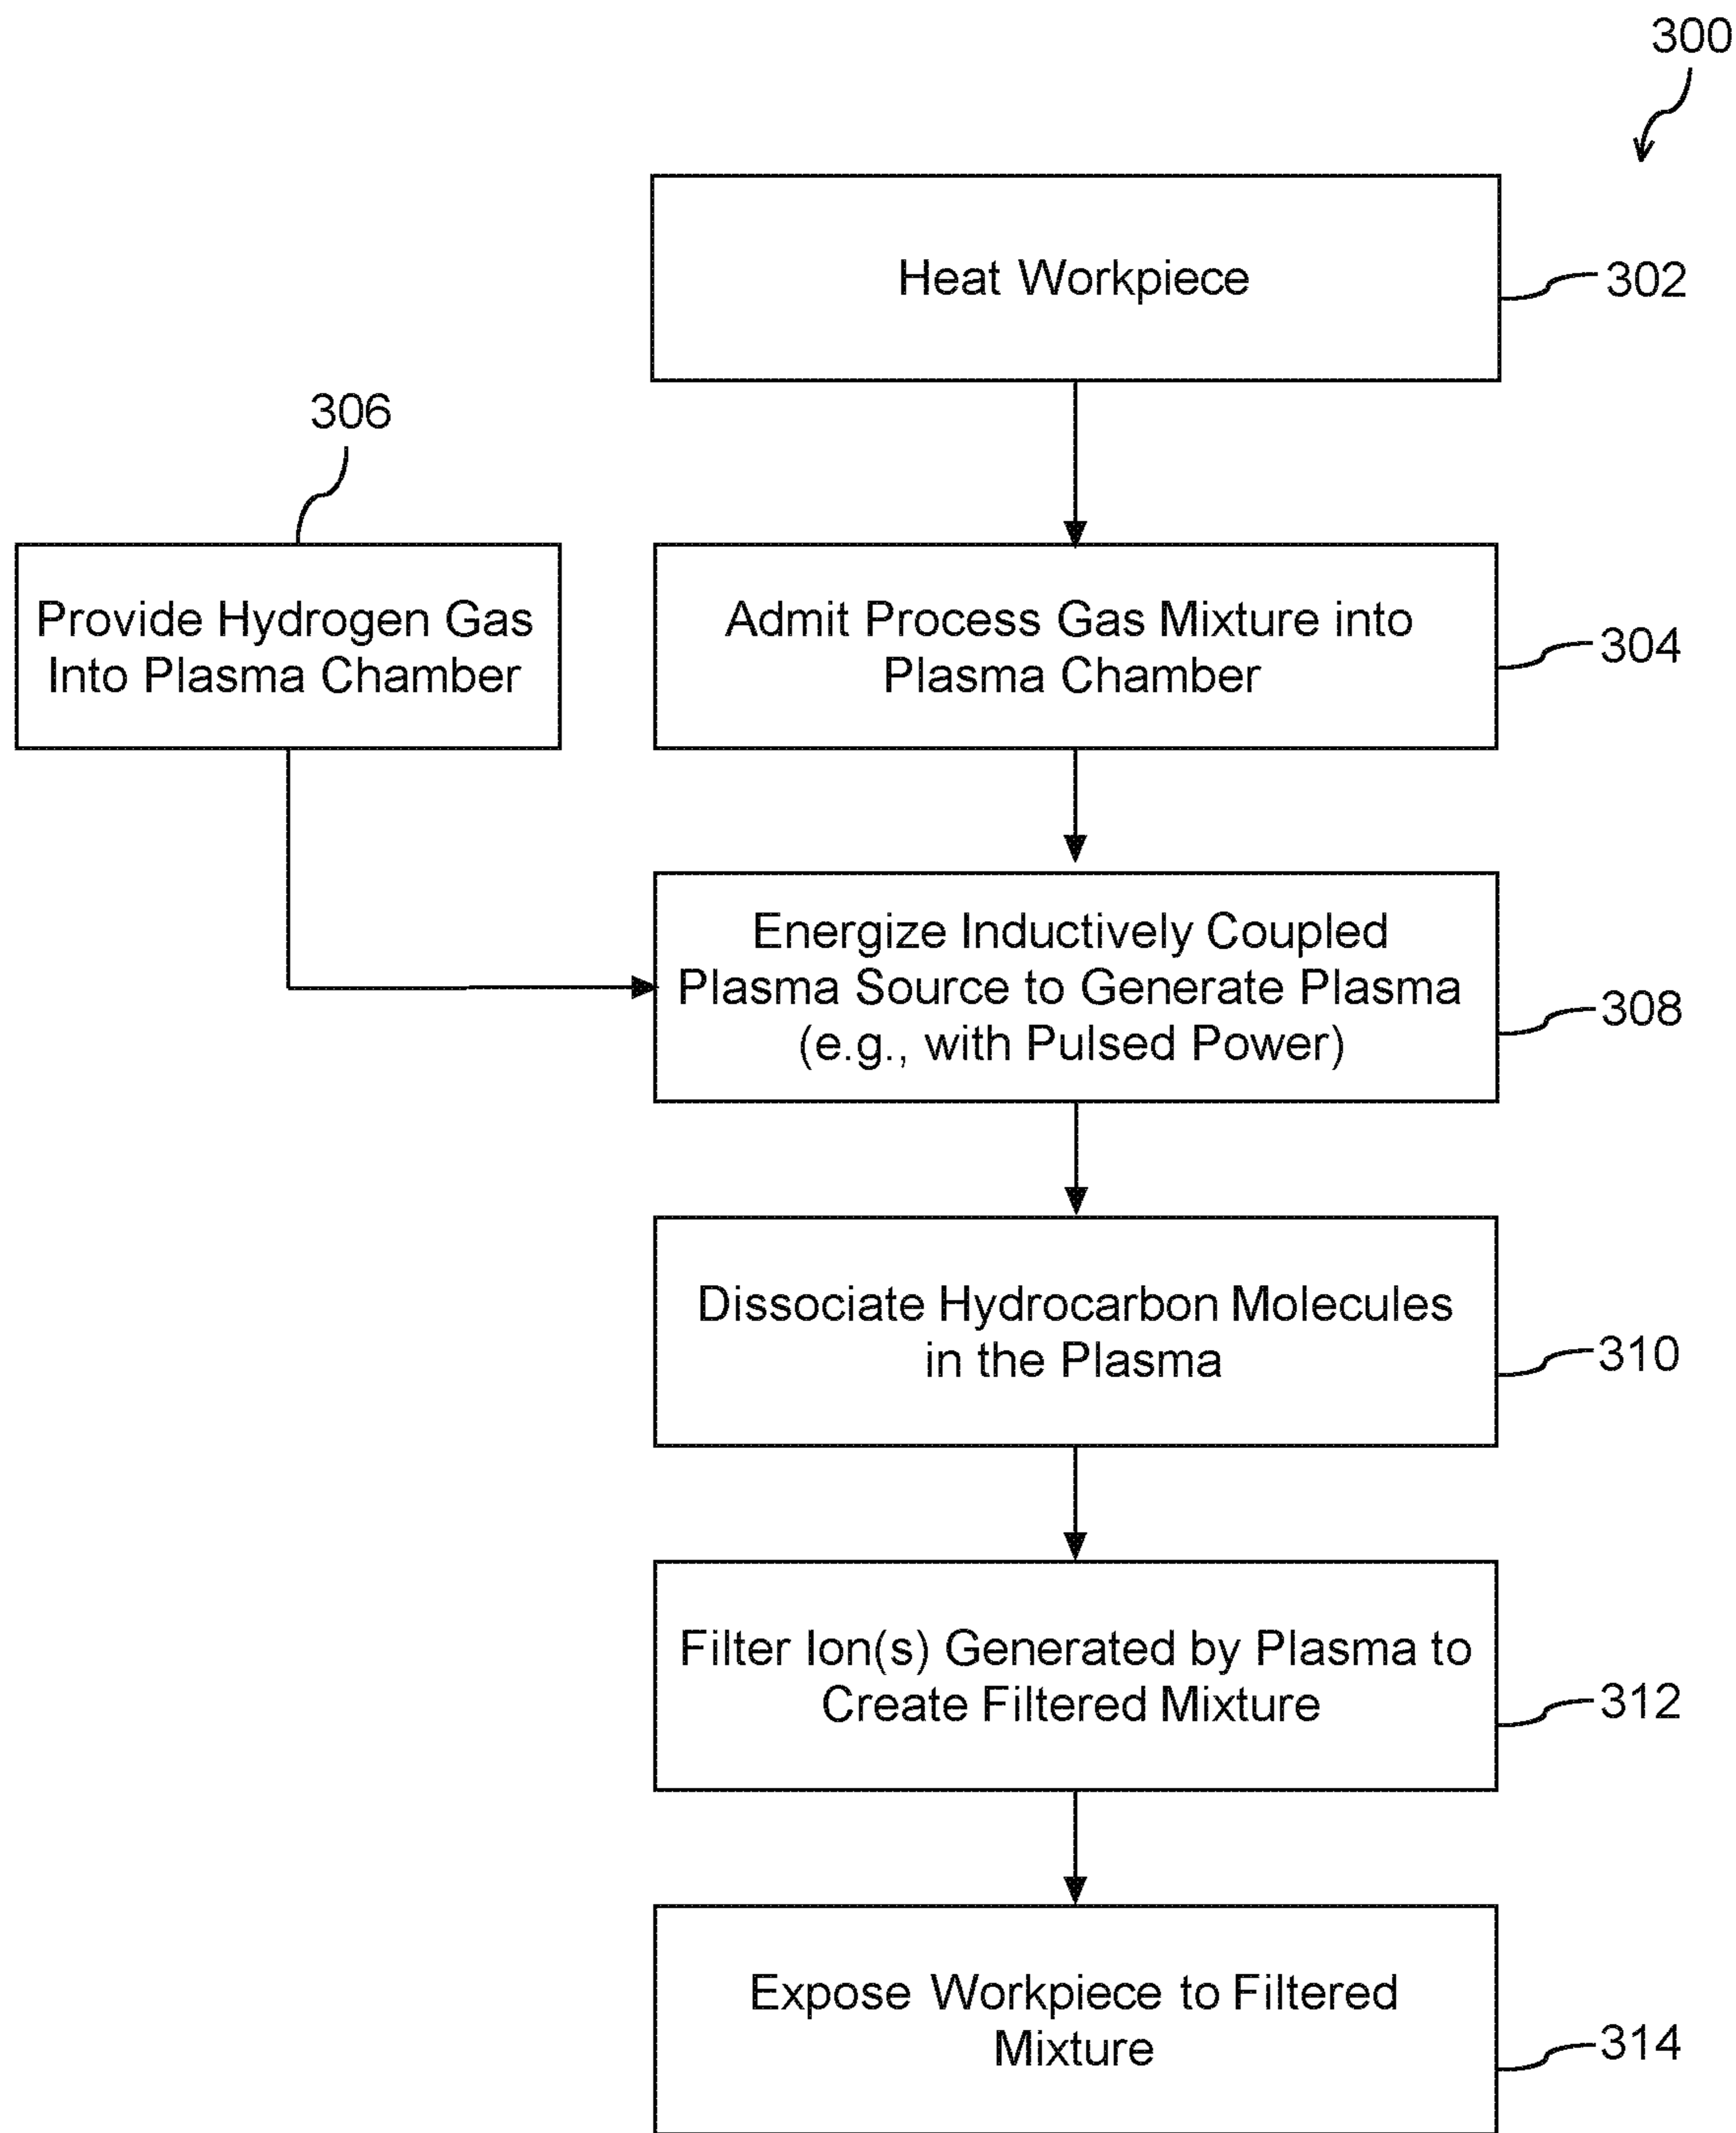 300
Heat Workpiece
302
306
Provide Hydrogen Gas
Into Plasma Chamber
Admit Process Gas Mixture into
Plasma Chamber
304
Energize Inductively Coupled
Plasma Source to Generate Plasma
(e.g., with Pulsed Power)
308
Dissociate Hydrocarbon Molecules
in the Plasma
310
Filter Ion(s) Generated by Plasma to
Create Filtered Mixture
312
Expose Workpiece to Filtered
Mixture
314